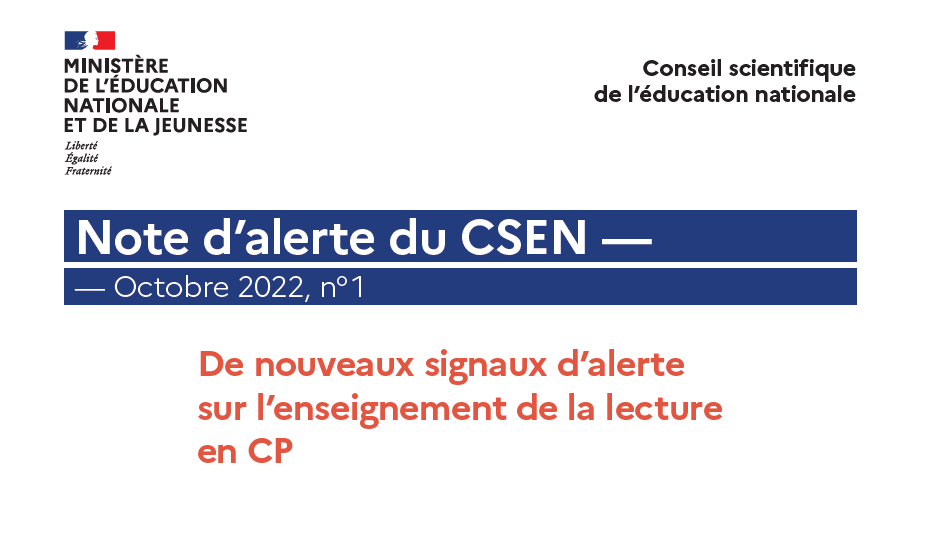 MINISTÈRE
DE L'ÉDUCATION
NATIONALE
ET DE LA JEUNESSE
Liberté
Égalité
Fraternité
Conseil scientifique
de l'éducation nationale
Note d'alerte du CSEN —
— Octobre 2022, n° 1
De nouveaux signaux d'alerte
sur l'enseignement de la lecture
en CP